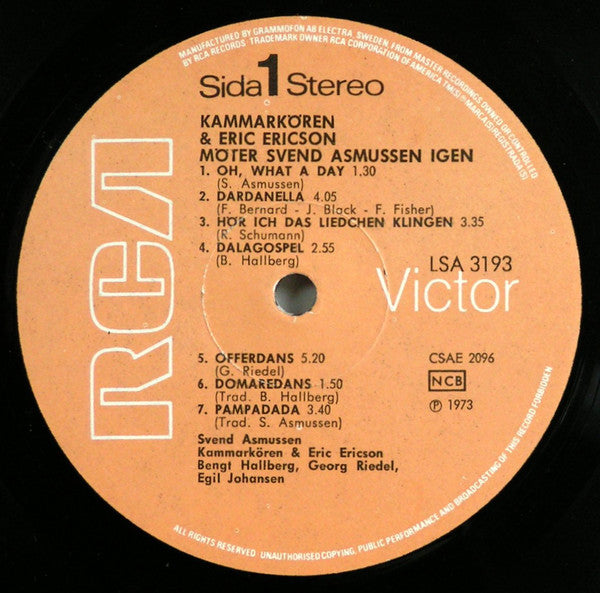 MANUFACTURED BY GRAMMOFON AB ELECTRA, SWEDEN, FROM MASTER RECORDINGS OWNED OR CONTROLLED
BY RCA RECORDS TRADEMARK OWNER RCA CORPORATION OF AMERICA TM(S)® MARCA(S) REGISTRADA(S)
Sida 1 Stereo
KAMMARKÖREN
& ERIC ERICSON
MÖTER SVEND ASMUSSEN IGEN
1. OH, WHAT A DAY 1.30
(S. Asmussen)
2. DARDANELLA 4.05
(F. Bernard - J. Black - F. Fisher)
3. HÖR ICH DAS LIEDCHEN KLINGEN 3.35
(R. Schumann)
4. DALAGOSPEL 2.55
(B. Hallberg)
RCA
LSA 3193
Victor
5. OFFERDANS 5.20
(G. Riedel)
6. DOMAREDANS 1.50
(Trad. B. Hallberg)
7. PAMPADADA 3.40
(Trad. S. Asmussen)
CSAE 2096
NCB
℗ 1973
Svend Asmussen
Kammarkören & Eric Ericson
Bengt Hallberg, Georg Riedel,
Egil Johansen
ALL RIGHTS RESERVED. UNAUTHORISED COPYING, PUBLIC PERFORMANCE AND BROADCASTING OF THIS RECORD FORBIDDEN